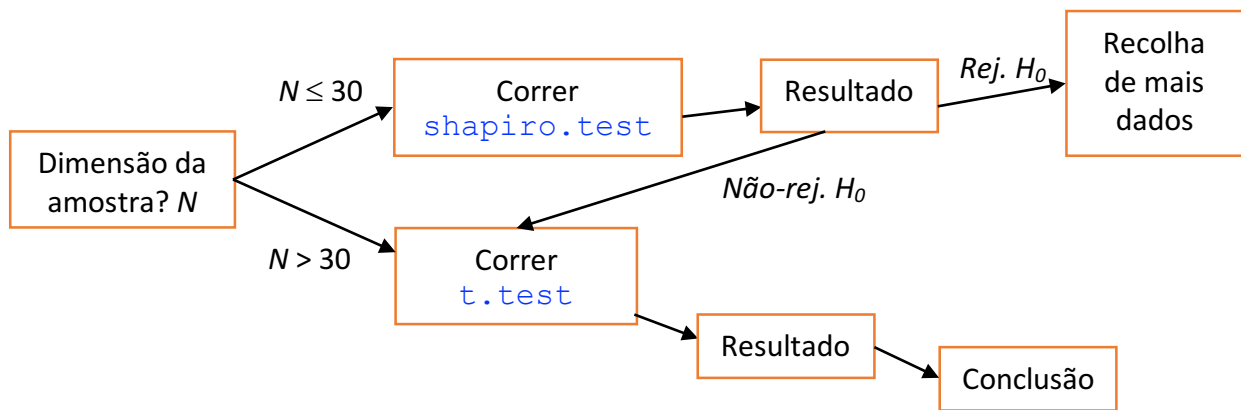 Dimensão da
amostra? N
N ≤ 30
N > 30
Correr
shapiro.test
Resultado
Rej. H₀
Recolha
de mais
dados
Não-rej. H₀
Correr
t.test
Resultado
Conclusão